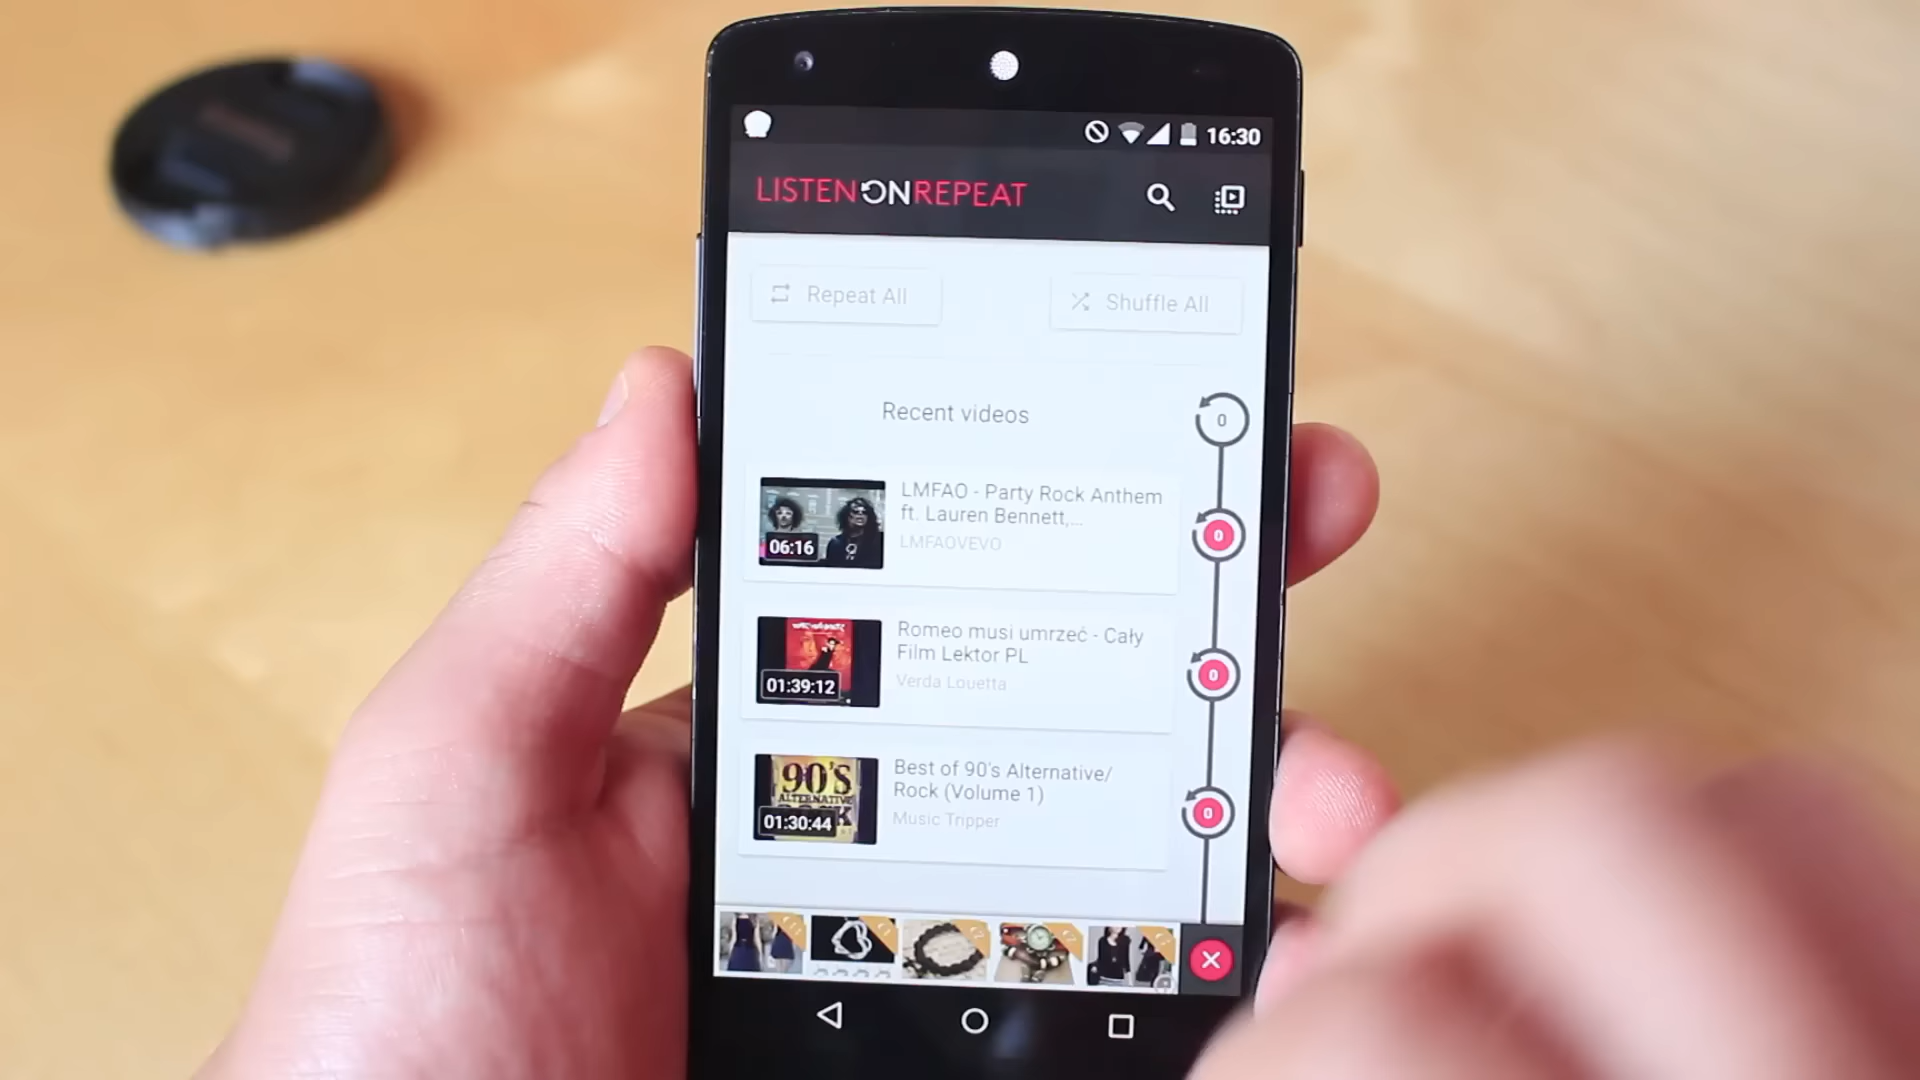 16:30
LISTENONREPEAT
Repeat All
Shuffle All
Recent videos
0
LMFAO - Party Rock Anthem
ft. Lauren Bennett,...
LMFAOVEVO
06:16
0
Romeo musi umrzeć - Cały
Film Lektor PL
Verda Louetta
01:39:12
0
Best of 90's Alternative/
Rock (Volume 1)
Music Tripper
90'S
ALTERNATIVE
01:30:44
0